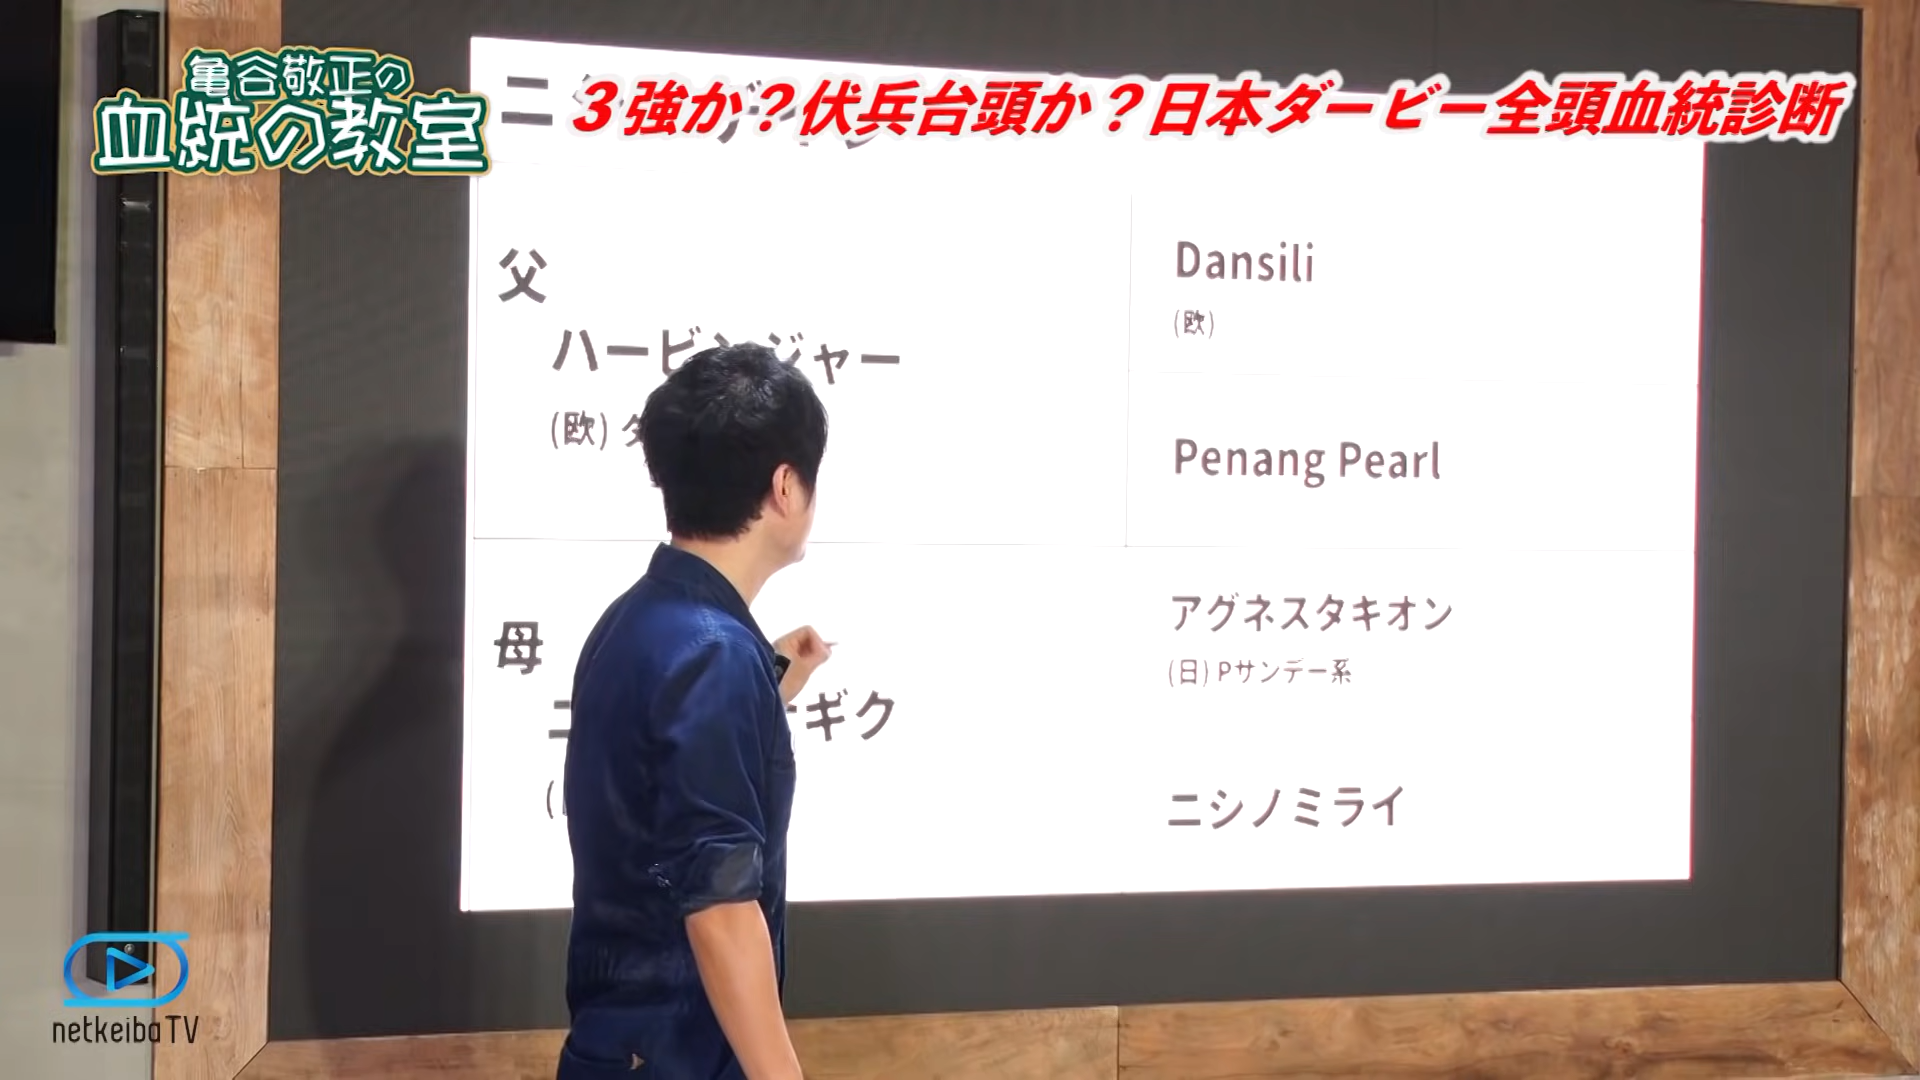 亀谷敬正の
血統の教室
3強か?伏兵台頭か?日本ダービー全頭血統診断
父
ハービンジャー
(欧)
Dansili
(欧)
Penang Pearl
母
ギク
アグネスタキオン
(日) Pサンデー系
ニシノミライ
netkeibaTV